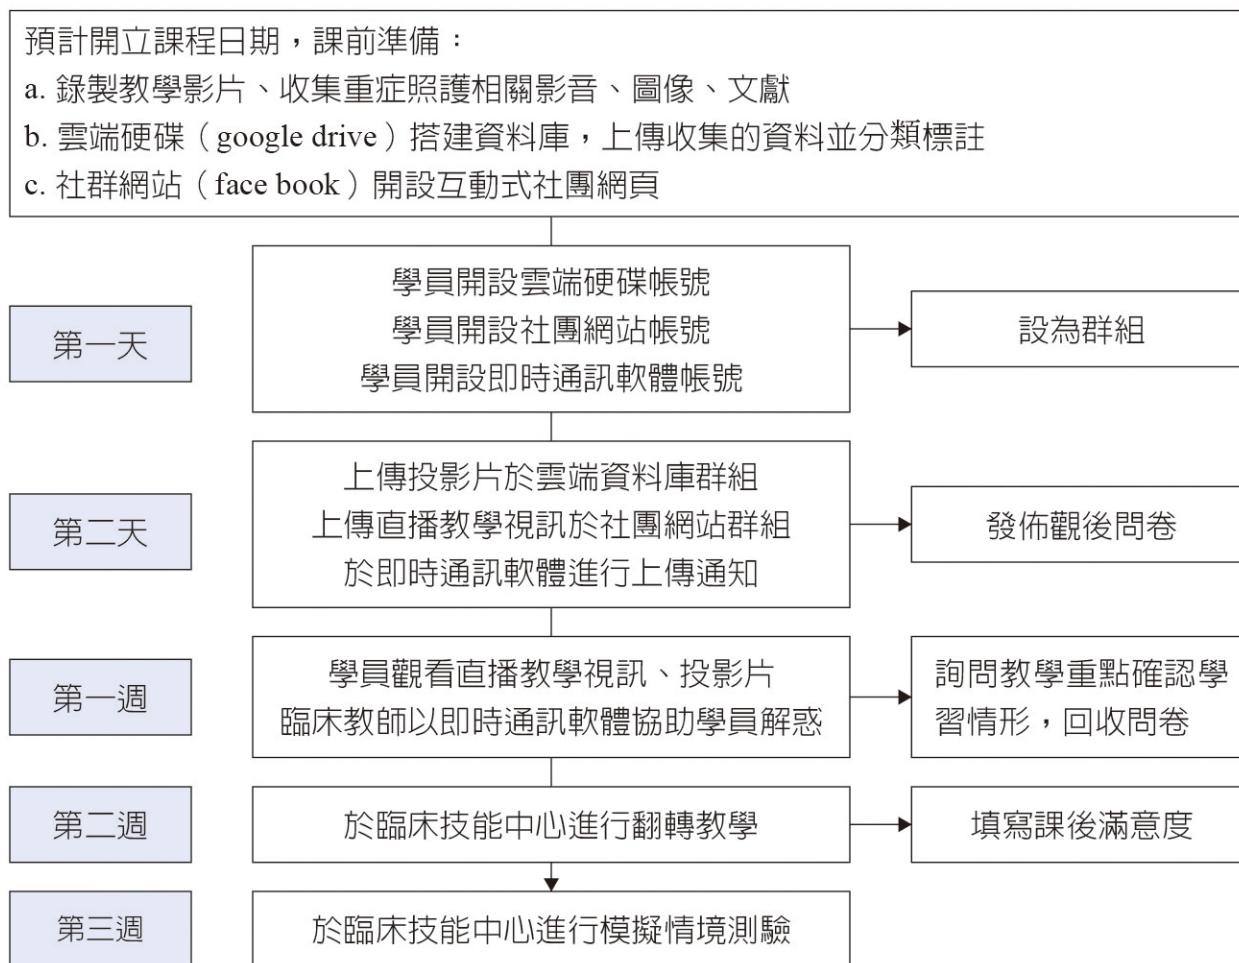 預計開立課程日期，課前準備：
a. 錄製教學影片、收集重症照護相關影音、圖像、文獻
b. 雲端硬碟（google drive）搭建資料庫，上傳收集的資料並分類標註
c. 社群網站（face book）開設互動式社團網頁
第一天
學員開設雲端硬碟帳號
學員開設社團網站帳號
學員開設即時通訊軟體帳號
設為群組
第二天
上傳投影片於雲端資料庫群組
上傳直播教學視訊於社團網站群組
於即時通訊軟體進行上傳通知
發佈觀後問卷
第一週
學員觀看直播教學視訊、投影片
臨床教師以即時通訊軟體協助學員解惑
詢問教學重點確認學
習情形，回收問卷
第二週
於臨床技能中心進行翻轉教學
填寫課後滿意度
第三週
於臨床技能中心進行模擬情境測驗